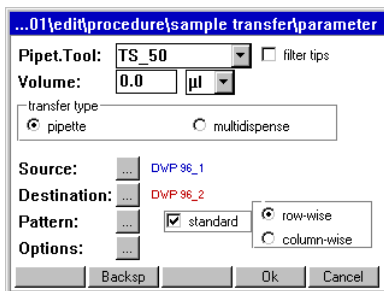 ...01\edit\procedure\sample transfer\parameter
Pipet.Tool: TS_50 filter tips
Volume: 0.0 µl
transfer type
pipette multidispense
Source: ... DWP 96_1
Destination: ... DWP 96_2
Pattern: ... standard row-wise
column-wise
Options: ...
Backsp Ok Cancel